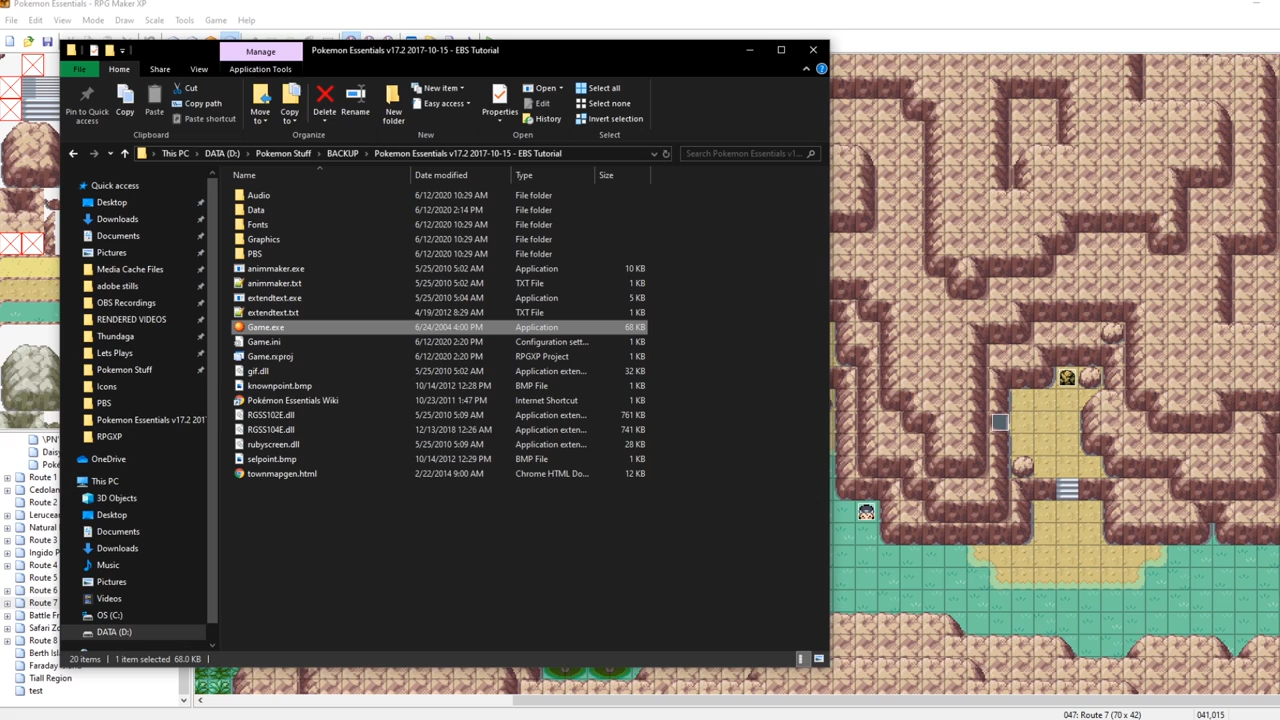 Pokemon Essentials - RPG Maker XP
File Edit View Mode Draw Scale Tools Game Help
Manage
Pokemon Essentials v17.2 2017-10-15 - EBS Tutorial
File Home Share View Application Tools
Pin to Quick access
Copy
Paste
Cut
Copy path
Paste shortcut
Clipboard
Move to
Copy to
Delete
Rename
Organize
New folder
New item
Easy access
New
Properties
Open
Edit
History
Open
Select all
Select none
Invert selection
Select
This PC > DATA (D:) > Pokemon Stuff > BACKUP > Pokemon Essentials v17.2 2017-10-15 - EBS Tutorial
Search Pokemon Essentials v1...
Name Date modified Type Size
Audio 6/12/2020 10:29 AM File folder
Data 6/12/2020 2:14 PM File folder
Fonts 6/12/2020 10:29 AM File folder
Graphics 6/12/2020 10:29 AM File folder
PBS 6/12/2020 10:29 AM File folder
animmaker.exe 5/25/2010 5:02 AM Application 10 KB
animmaker.txt 5/25/2010 5:02 AM TXT File 1 KB
extendtext.exe 5/25/2010 5:04 AM Application 5 KB
extendtext.txt 4/19/2012 8:29 AM TXT File 1 KB
Game.exe 6/24/2004 4:00 PM Application 68 KB
Game.ini 6/12/2020 2:20 PM Configuration sett... 1 KB
Game.rxproj 6/12/2020 2:20 PM RPGXP Project 1 KB
gif.dll 5/25/2010 5:02 AM Application exten... 32 KB
knownpoint.bmp 10/14/2012 12:28 PM BMP File 1 KB
Pokémon Essentials Wiki 10/23/2011 1:47 PM Internet Shortcut 1 KB
RGSS102E.dll 5/25/2010 5:09 AM Application exten... 761 KB
RGSS104E.dll 12/13/2018 12:26 AM Application exten... 741 KB
rubyscreen.dll 5/25/2010 5:09 AM Application exten... 28 KB
selpoint.bmp 10/14/2012 12:29 PM BMP File 1 KB
townmapgen.html 2/22/2014 9:00 AM Chrome HTML Do... 12 KB
Quick access
Desktop
Downloads
Documents
Pictures
Media Cache Files
adobe stills
OBS Recordings
RENDERED VIDEOS
Thundaga
Lets Plays
Pokemon Stuff
Icons
PBS
Pokemon Essentials v17.2 201
RPGXP
OneDrive
This PC
3D Objects
Desktop
Documents
Downloads
Music
Pictures
Videos
OS (C:)
DATA (D:)
20 items 1 item selected 68.0 KB
\PN'
Daisy
Poke
Route 1
Cedola
Route 2
Leruce
Natural
Route 3
Ingido P
Route 4
Route 5
Route 6
Route 7
Battle Fr
Safari Zo
Route 8
Berth Isl
Faraday
Tiall Region
test
047: Route 7 (70 x 42) 041,015